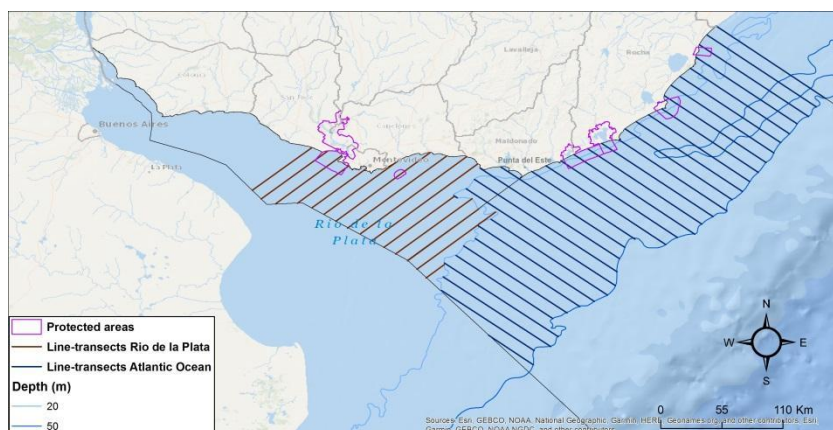 Lavalleja
Rocha
Colonia
San José
Canelones
Buenos Aires
Maldonado
La Plata
Montevideo
Punta del Este
Rio de la
Plata
Protected areas
Line-transects Rio de la Plata
Line-transects Atlantic Ocean
Depth (m)
20
50
N
W
E
S
0 55 110 Km
Sources: Esri, GEBCO, NOAA, National Geographic, Garmin, HERE, Geonames.org, and other contributors, Esri,
Garmin, GEBCO, NOAA NGDC, and other contributors